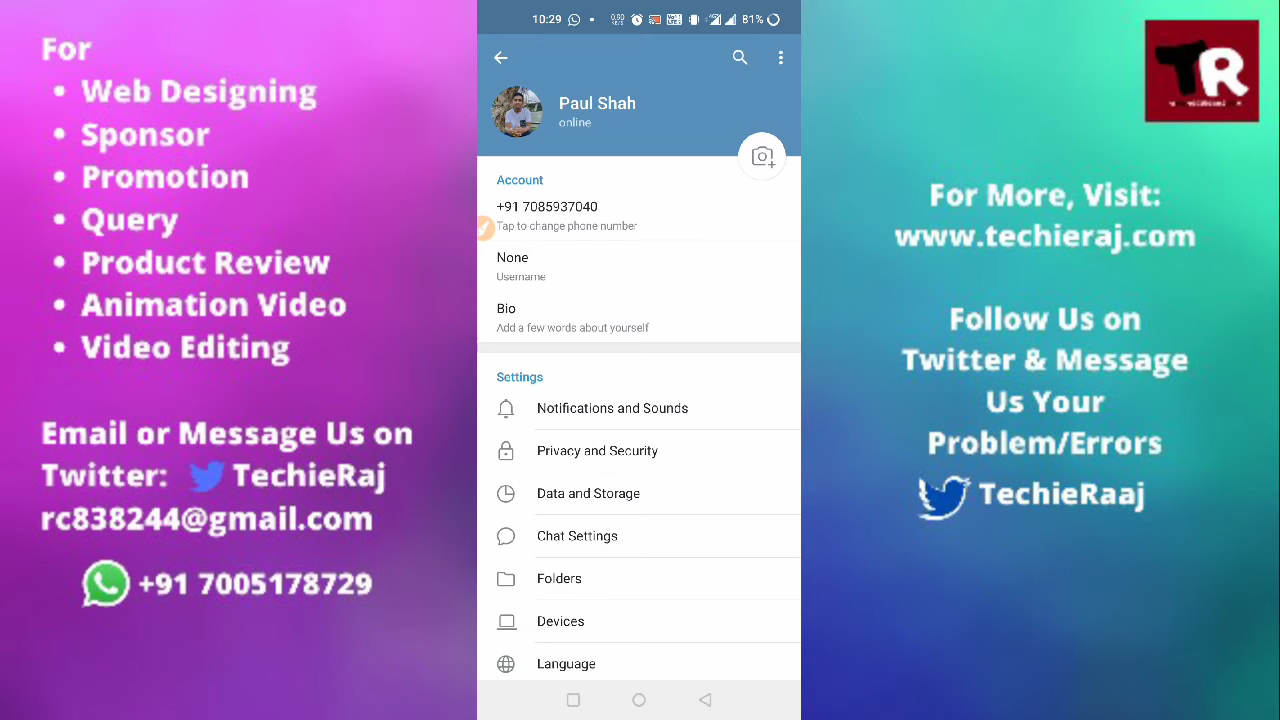 For
• Web Designing
• Sponsor
• Promotion
• Query
• Product Review
• Animation Video
• Video Editing
Email or Message Us on
Twitter: TechieRaj
rc838244@gmail.com
+91 7005178729
10:29
81%
Paul Shah
online
Account
+91 7085937040
Tap to change phone number
None
Username
Bio
Add a few words about yourself
Settings
Notifications and Sounds
Privacy and Security
Data and Storage
Chat Settings
Folders
Devices
Language
TR
For More, Visit:
www.techieraj.com
Follow Us on
Twitter & Message
Us Your
Problem/Errors
TechieRaaj